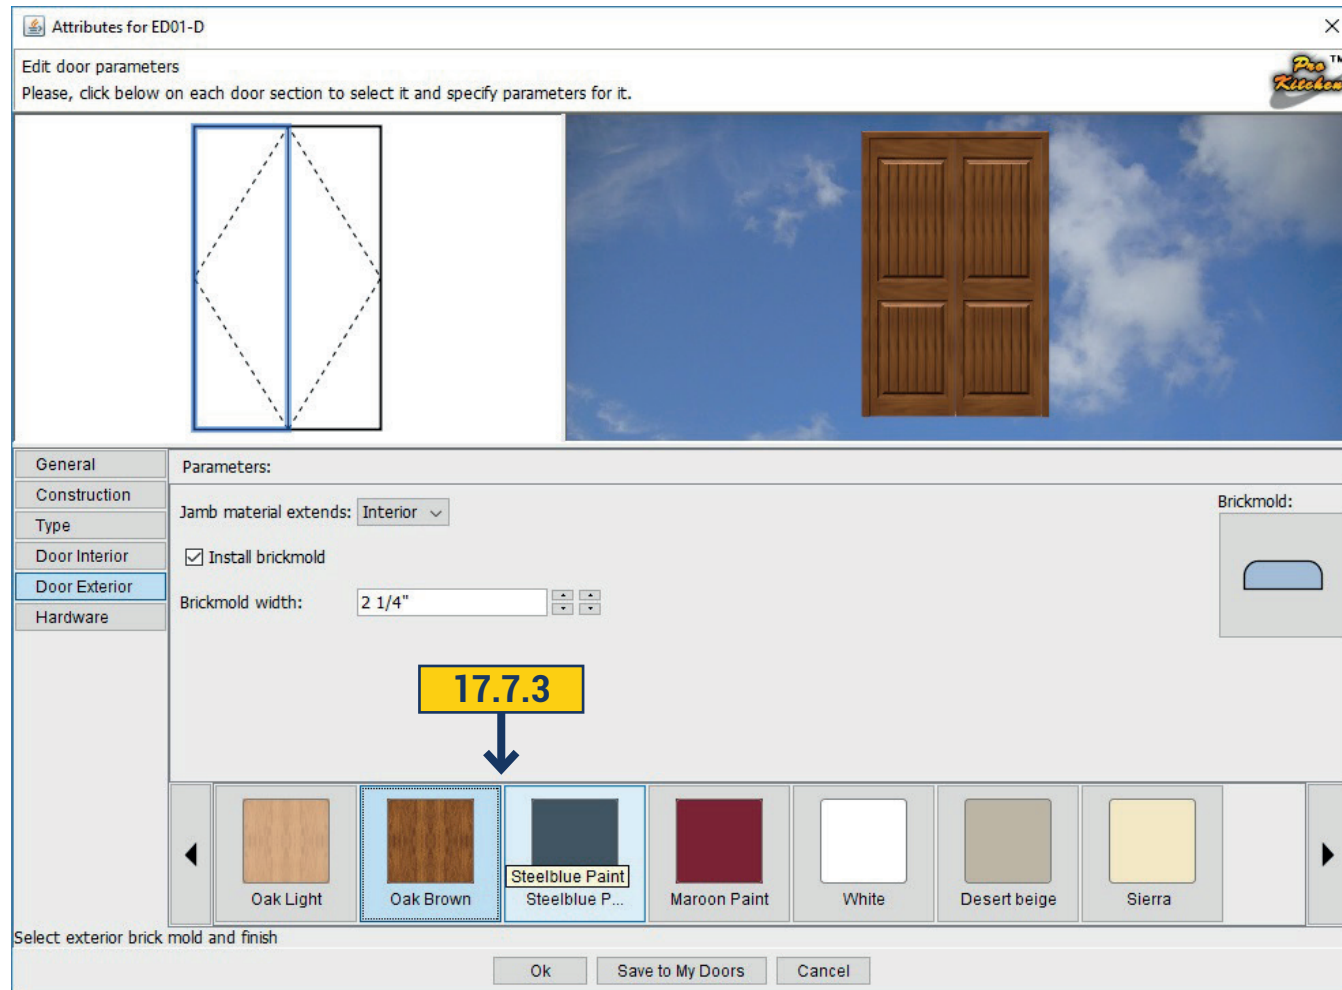 Attributes for ED01-D
Edit door parameters
Please, click below on each door section to select it and specify parameters for it.
Pro ™
Kitchen
General
Construction
Type
Door Interior
Door Exterior
Hardware
Parameters:
Jamb material extends: Interior
Install brickmold
Brickmold width: 2 1/4"
Brickmold:
17.7.3
Steelblue Paint
Oak Light
Oak Brown
Steelblue P...
Maroon Paint
White
Desert beige
Sierra
Select exterior brick mold and finish
Ok
Save to My Doors
Cancel